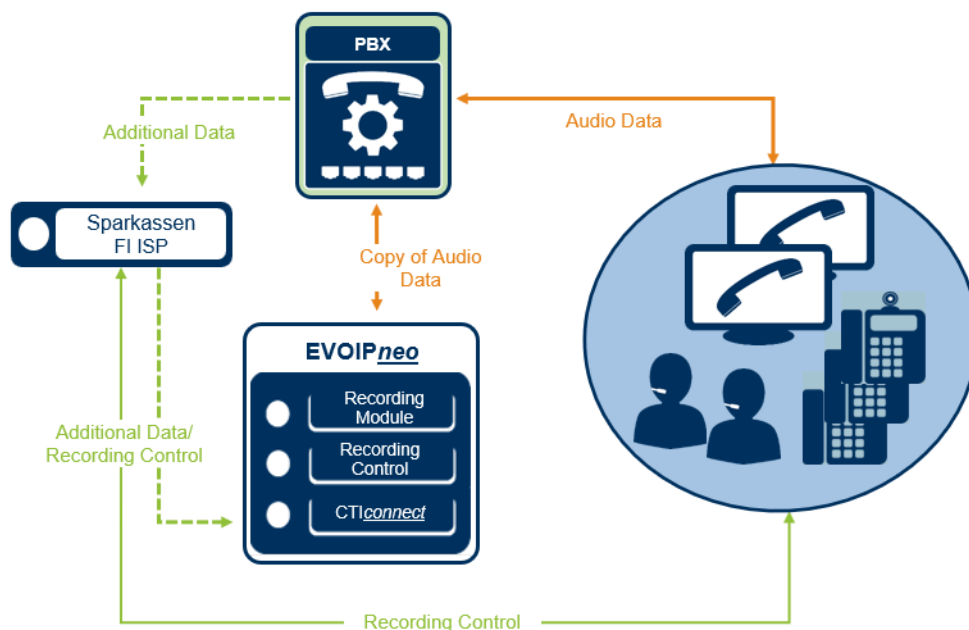 PBX
Additional Data
Audio Data
Sparkassen
FI ISP
Copy of Audio
Data
EVOIPneo
Recording
Module
Additional Data/
Recording Control
Recording
Control
CTIconnect
Recording Control